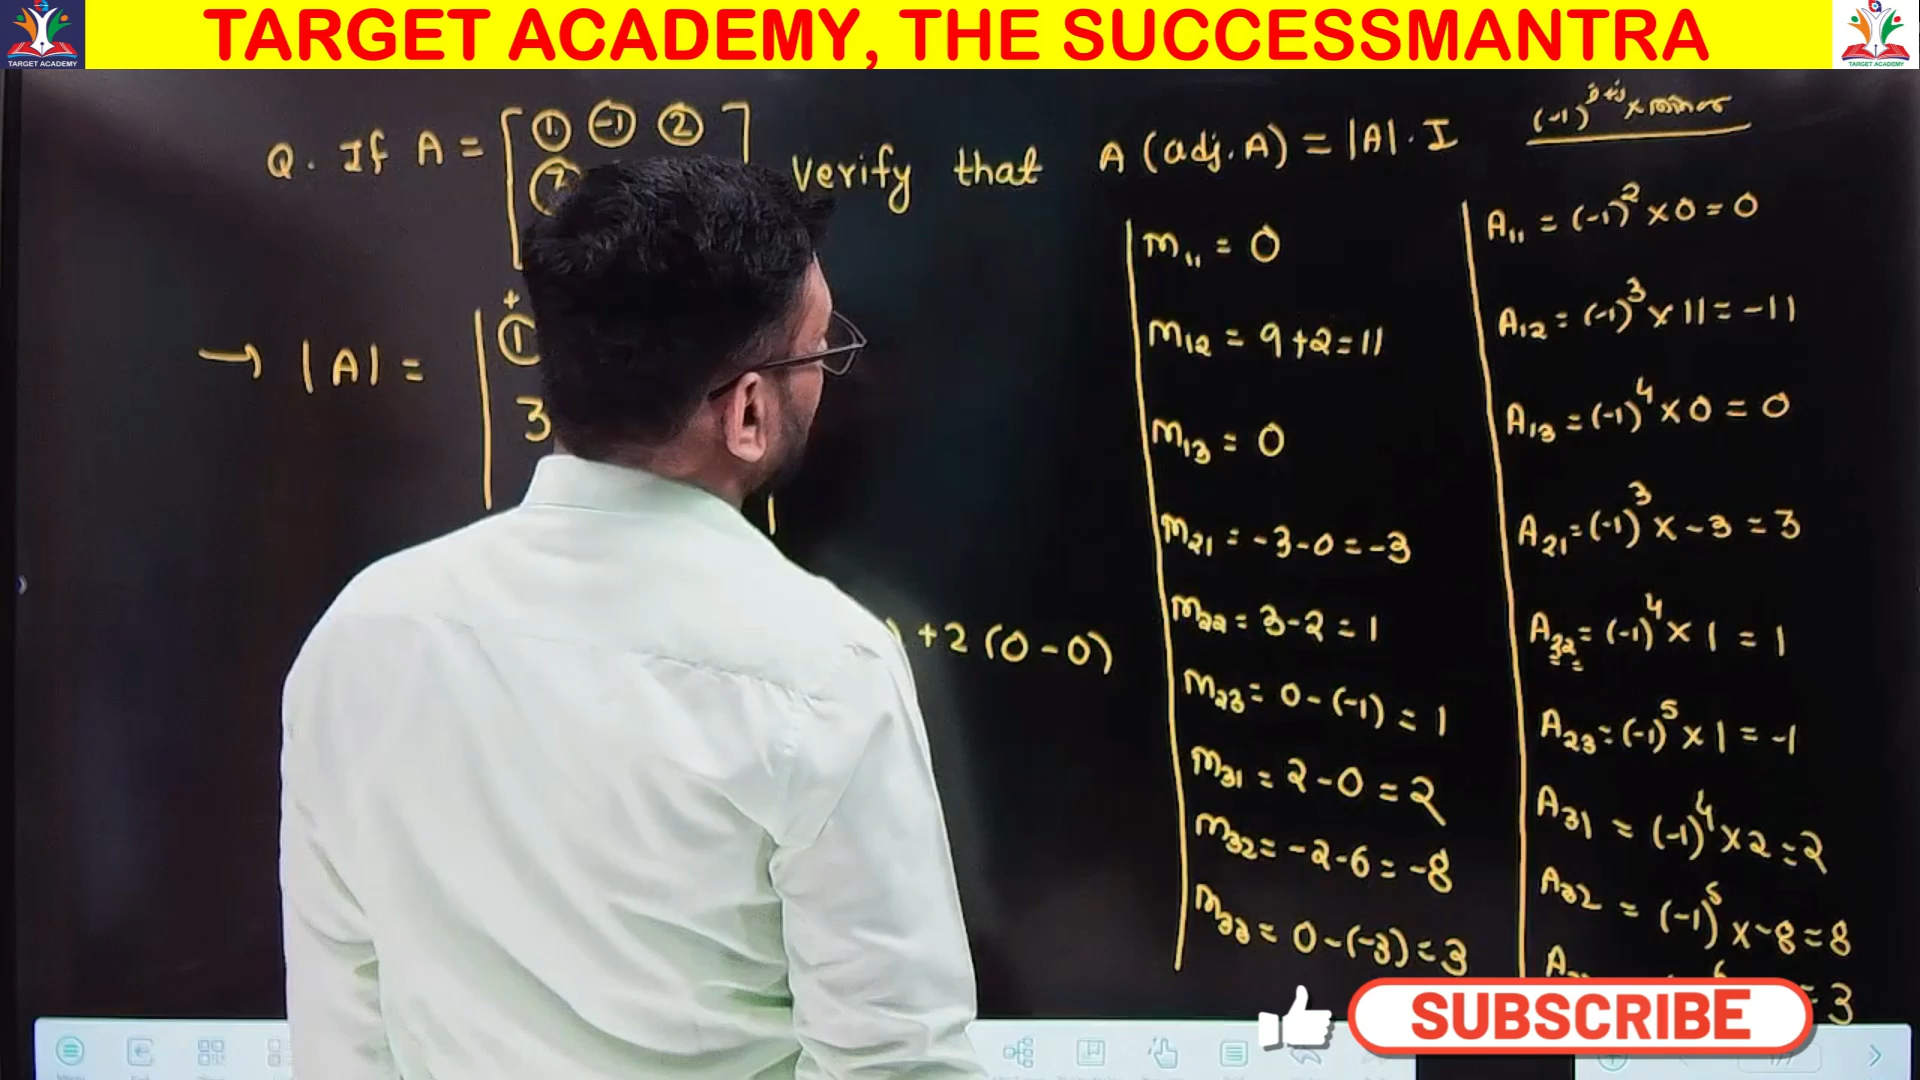 TARGET ACADEMY, THE SUCCESSMANTRA
TARGET ACADEMY
TARGET ACADEMY
Q. If A = [ 1 -1 2 ]
Verify that A (adj. A) = |A| . I
(-1)^i+j × minor
→ |A| =
+
1
3
+2 (0-0)
M11 = 0
M12 = 9+2=11
M13 = 0
M21 = -3-0=-3
M22 = 3-2=1
M23 = 0-(-1) = 1
M31 = 2-0=2
M32 = -2-6=-8
M33 = 0-(-3)=3
A11 = (-1)^2 ×0=0
A12 = (-1)^3 ×11=-11
A13 = (-1)^4 ×0=0
A21=(-1)^3 ×-3=3
A22=(-1)^4 ×1=1
A23=(-1)^5 ×1=-1
A31 = (-1)^4 ×2=2
A32 = (-1)^5 ×-8=8
= 3
SUBSCRIBE